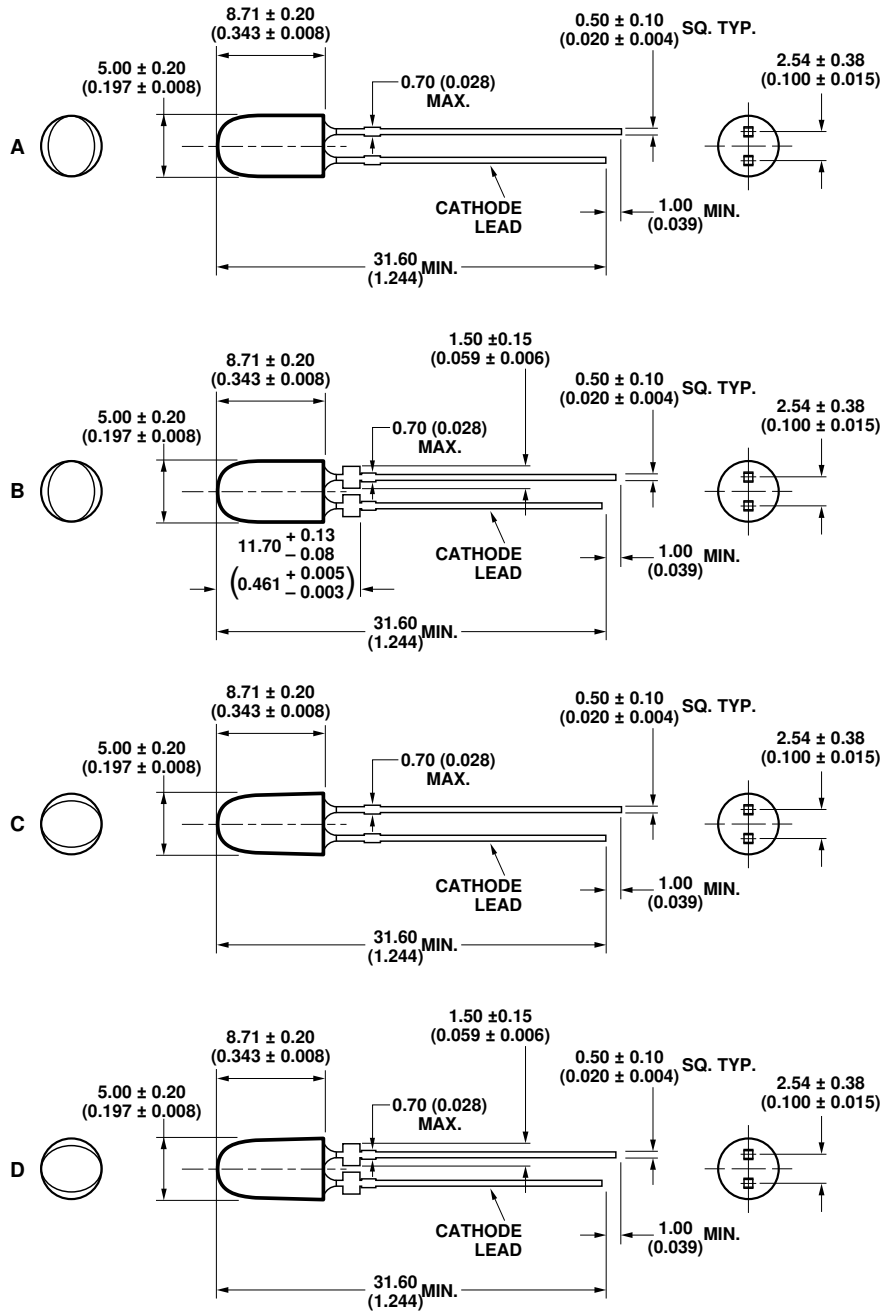 8.71 ± 0.20
(0.343 ± 0.008)
5.00 ± 0.20
(0.197 ± 0.008)
0.70 (0.028)
MAX.
0.50 ± 0.10
(0.020 ± 0.004) SQ. TYP.
2.54 ± 0.38
(0.100 ± 0.015)
A
CATHODE
LEAD
1.00
(0.039) MIN.
31.60
(1.244) MIN.
8.71 ± 0.20
(0.343 ± 0.008)
5.00 ± 0.20
(0.197 ± 0.008)
1.50 ±0.15
(0.059 ± 0.006)
0.70 (0.028)
MAX.
0.50 ± 0.10
(0.020 ± 0.004) SQ. TYP.
2.54 ± 0.38
(0.100 ± 0.015)
B
11.70 + 0.13
– 0.08
(0.461 + 0.005
– 0.003)
CATHODE
LEAD
1.00
(0.039) MIN.
31.60
(1.244) MIN.
8.71 ± 0.20
(0.343 ± 0.008)
5.00 ± 0.20
(0.197 ± 0.008)
0.70 (0.028)
MAX.
0.50 ± 0.10
(0.020 ± 0.004) SQ. TYP.
2.54 ± 0.38
(0.100 ± 0.015)
C
CATHODE
LEAD
1.00
(0.039) MIN.
31.60
(1.244) MIN.
8.71 ± 0.20
(0.343 ± 0.008)
5.00 ± 0.20
(0.197 ± 0.008)
1.50 ±0.15
(0.059 ± 0.006)
0.70 (0.028)
MAX.
0.50 ± 0.10
(0.020 ± 0.004) SQ. TYP.
2.54 ± 0.38
(0.100 ± 0.015)
D
CATHODE
LEAD
1.00
(0.039) MIN.
31.60
(1.244) MIN.